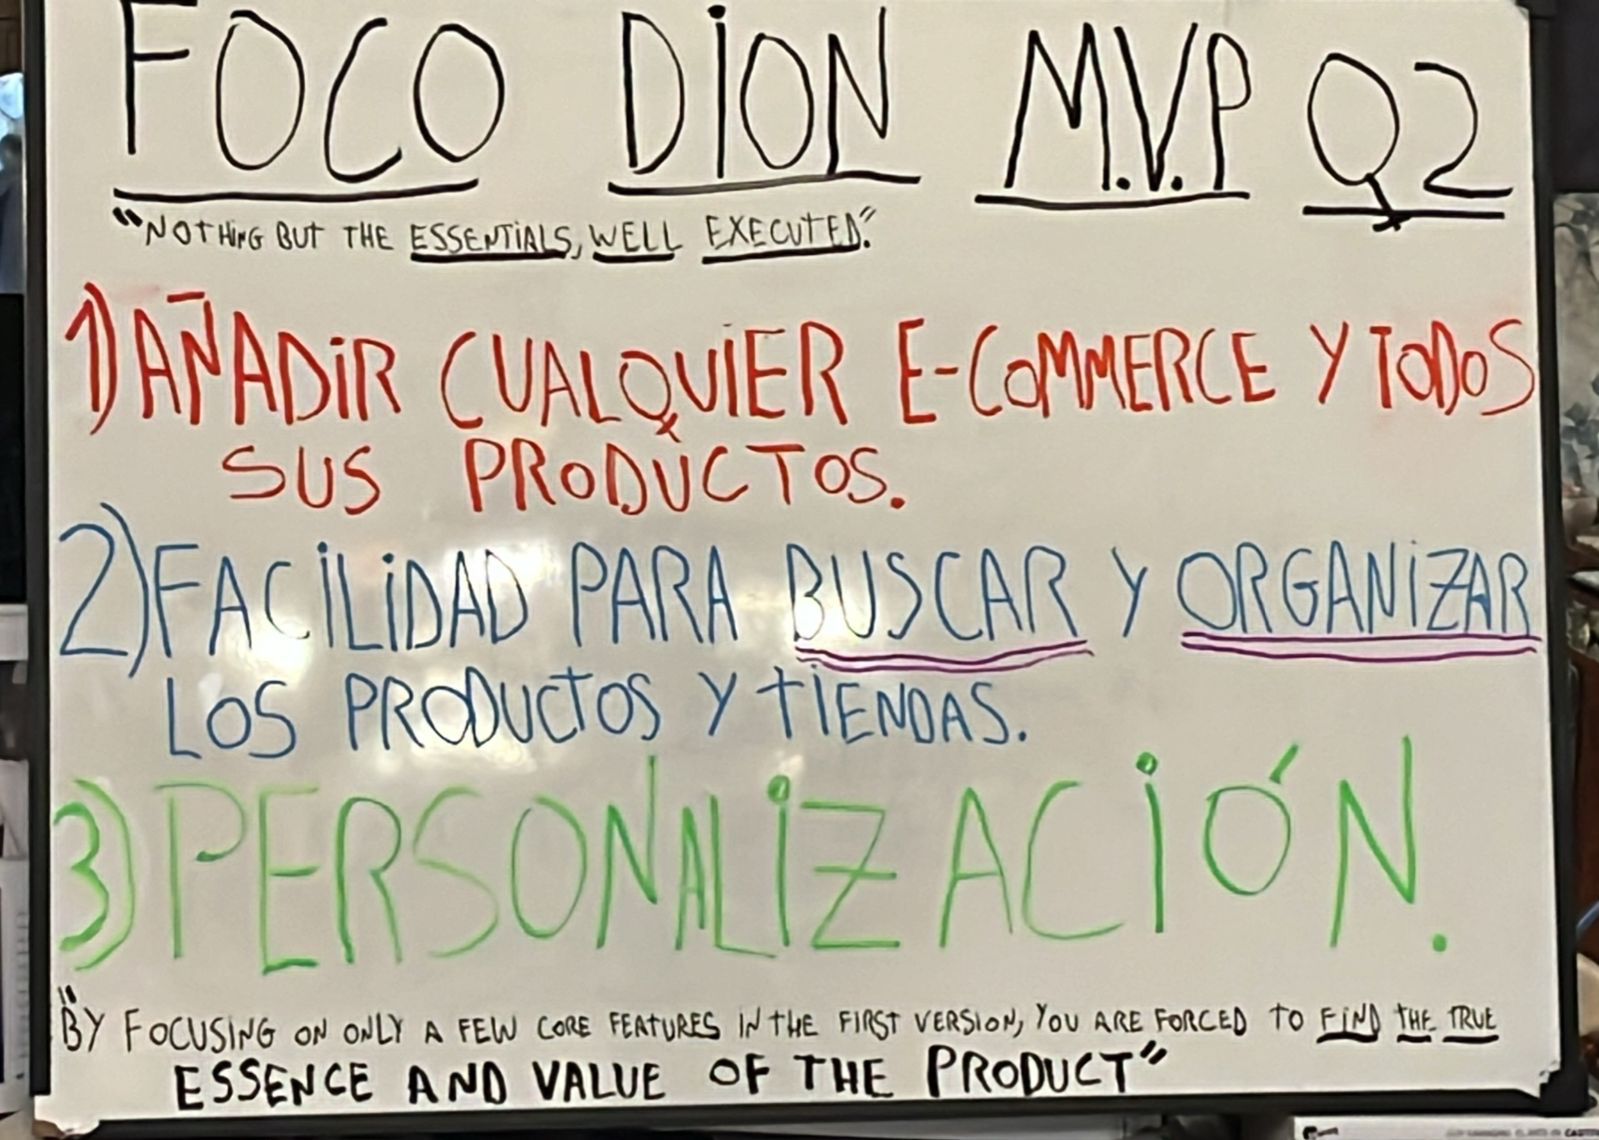 FOCO DION M.V.P Q2
"NOTHING BUT THE ESSENTIALS, WELL EXECUTED."
1) AÑADIR CUALQUIER E-COMMERCE Y TODOS
SUS PRODUCTOS.
2) FACILIDAD PARA BUSCAR Y ORGANIZAR
LOS PRODUCTOS Y TIENDAS.
3) PERSONALIZACIÓN.
"BY FOCUSING ON ONLY A FEW CORE FEATURES IN THE FIRST VERSION, YOU ARE FORCED TO FIND THE TRUE
ESSENCE AND VALUE OF THE PRODUCT"